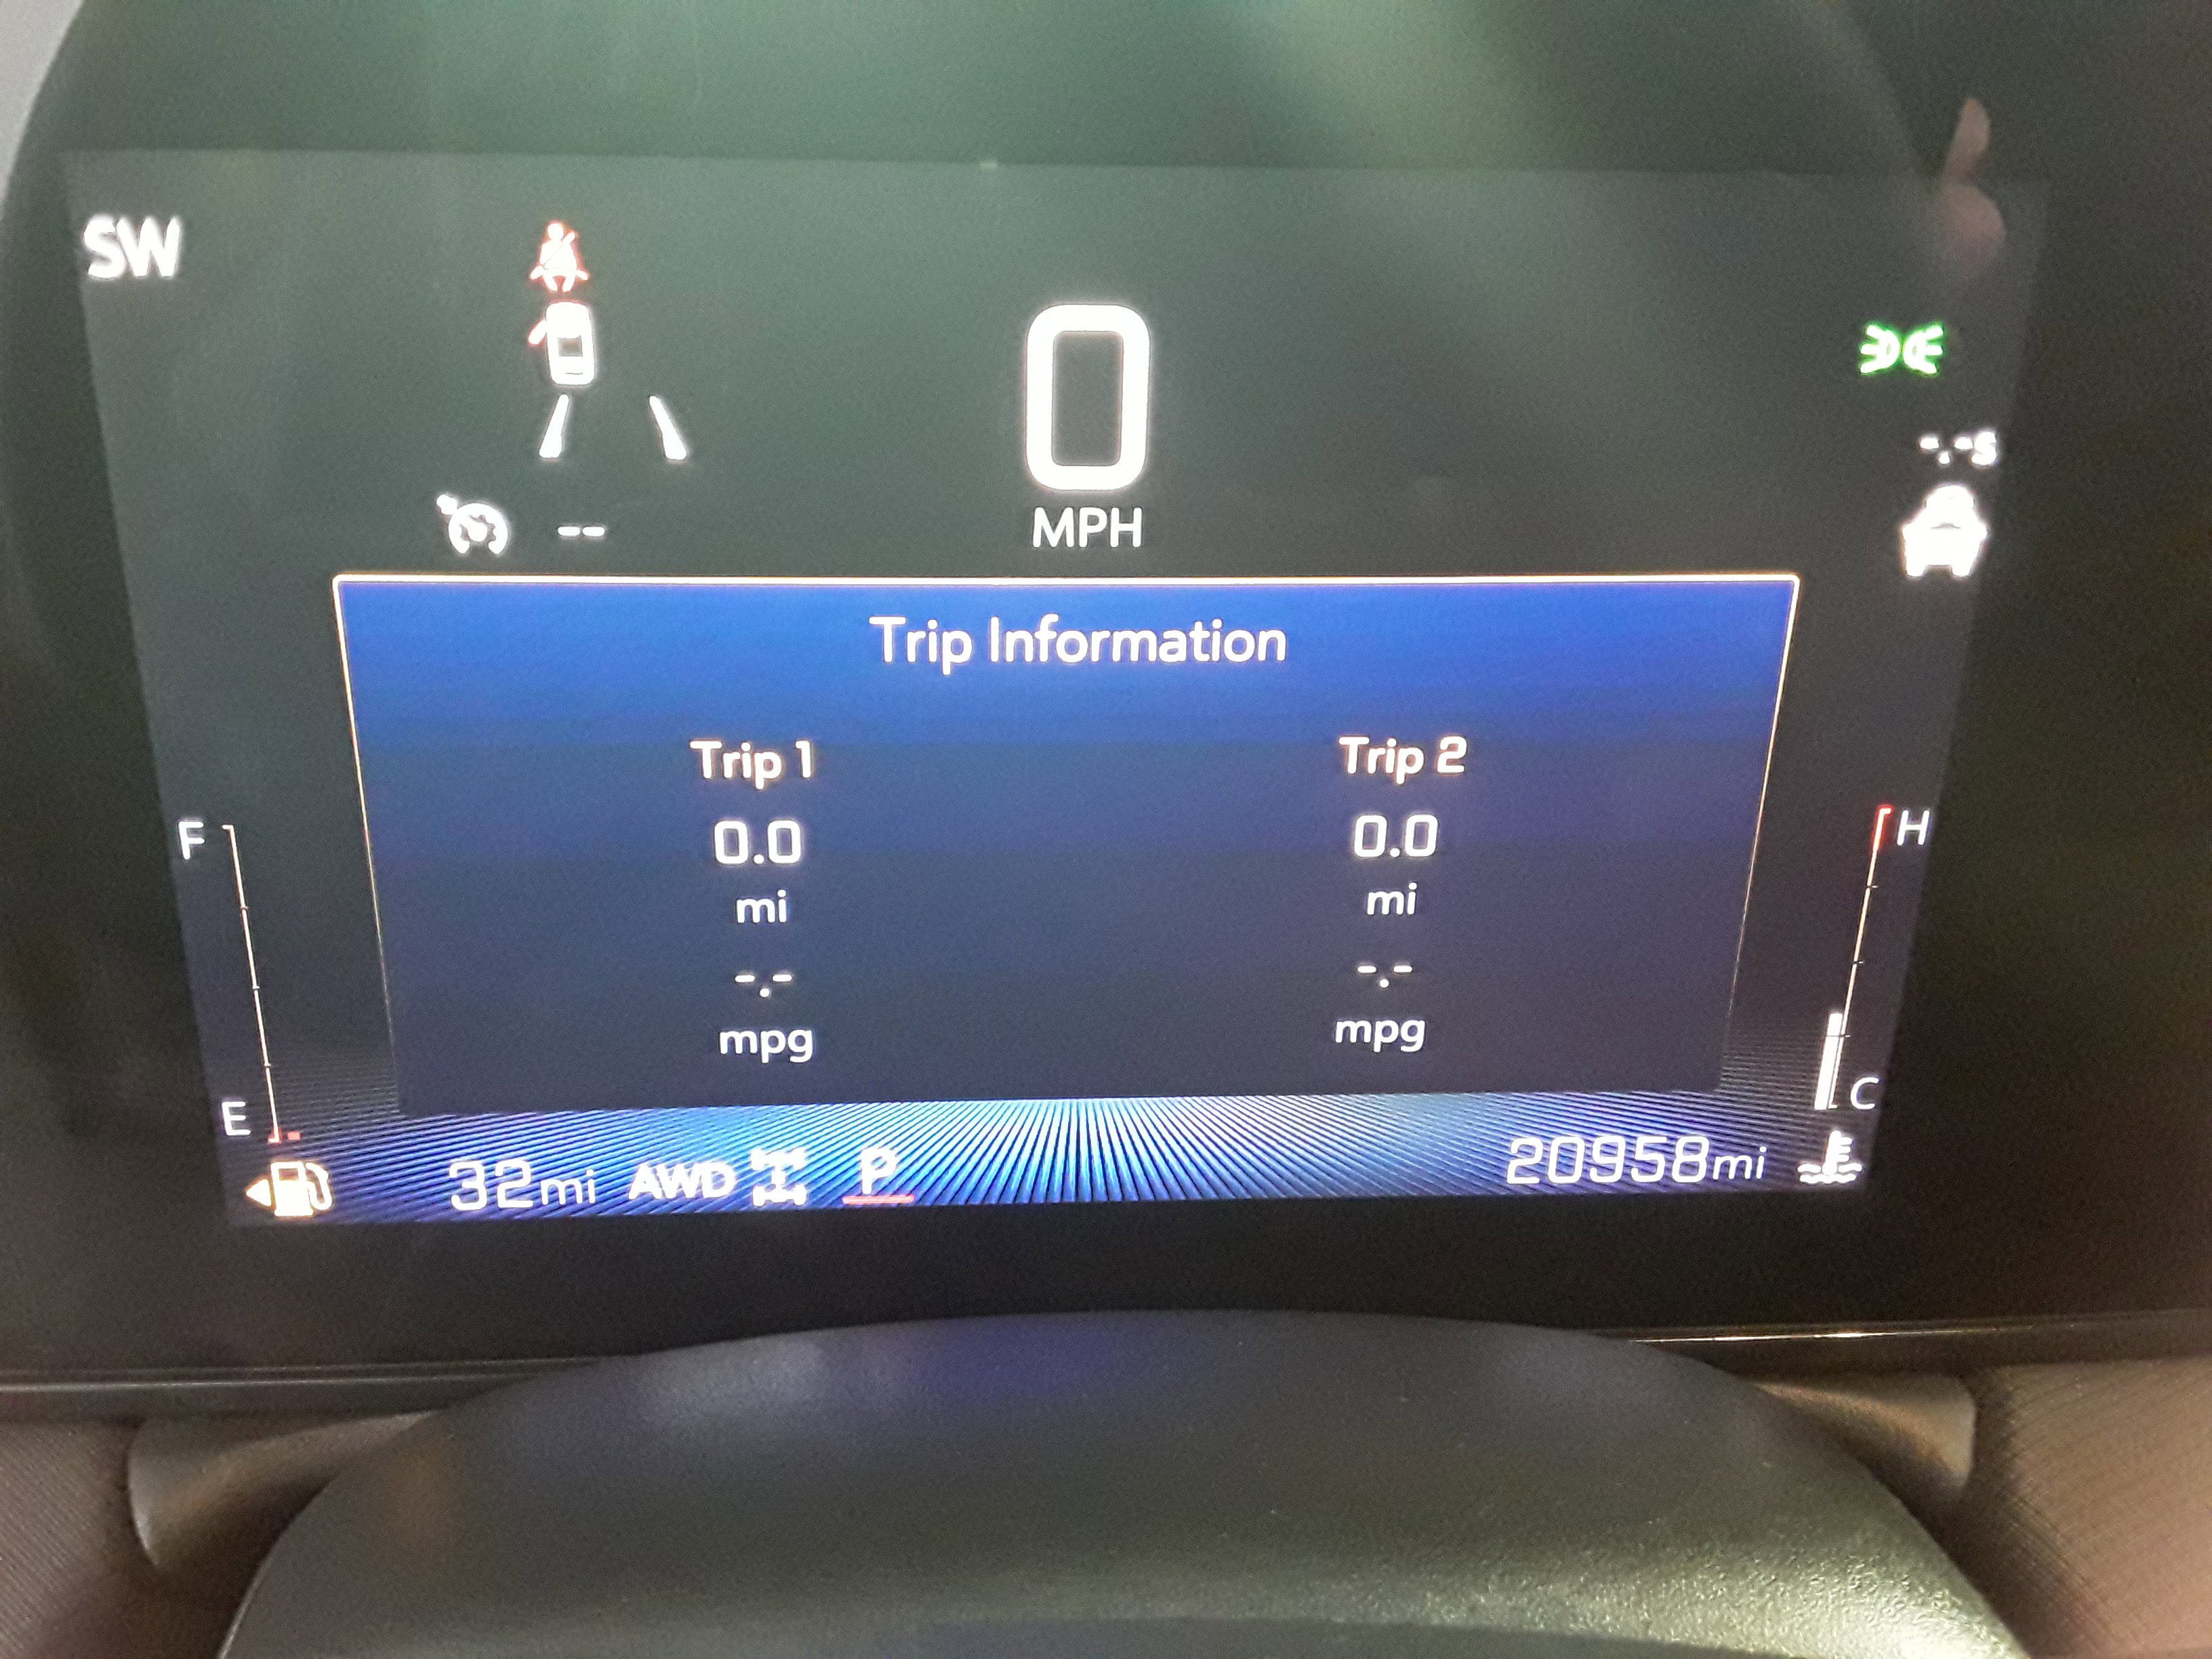 SW
0
MPH
-.-s
--
Trip Information
Trip 1
Trip 2
0.0
0.0
mi
mi
-.-
-.-
mpg
mpg
F
E
H
C
32mi AWD P
20958mi